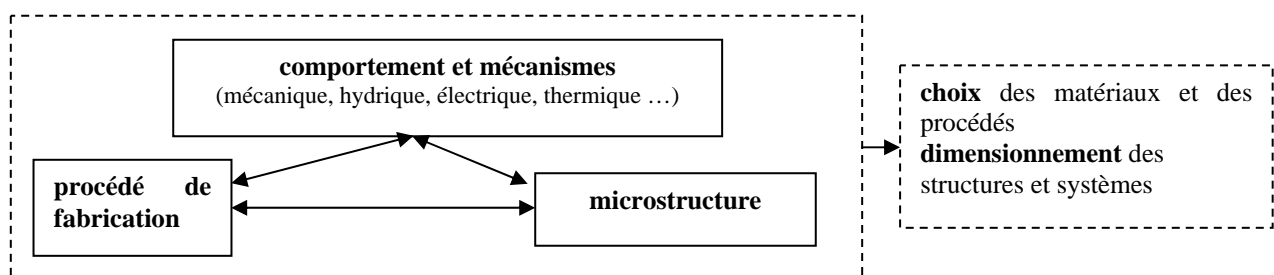 comportement et mécanismes
(mécanique, hydrique, électrique, thermique …)
procédé de
fabrication
microstructure
choix des matériaux et des
procédés
dimensionnement des
structures et systèmes